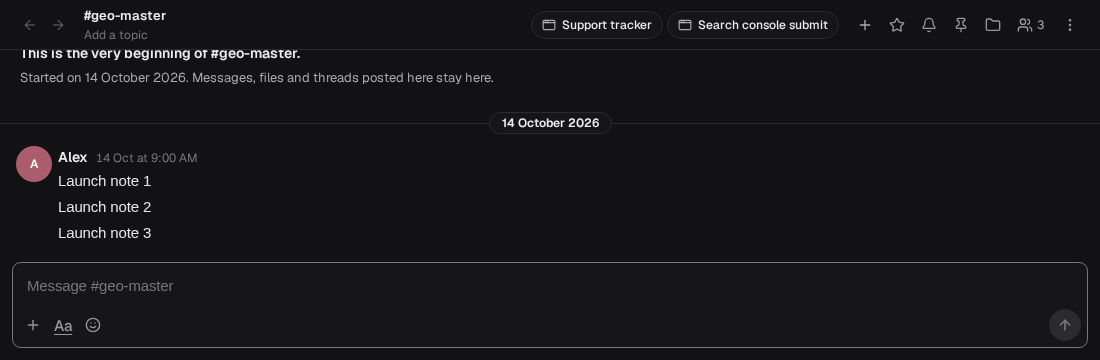 #geo-master
Add a topic
Support tracker
Search console submit
3
This is the very beginning of #geo-master.
Started on 14 October 2026. Messages, files and threads posted here stay here.
14 October 2026
A
Alex 14 Oct at 9:00 AM
Launch note 1
Launch note 2
Launch note 3
Message #geo-master
Aa